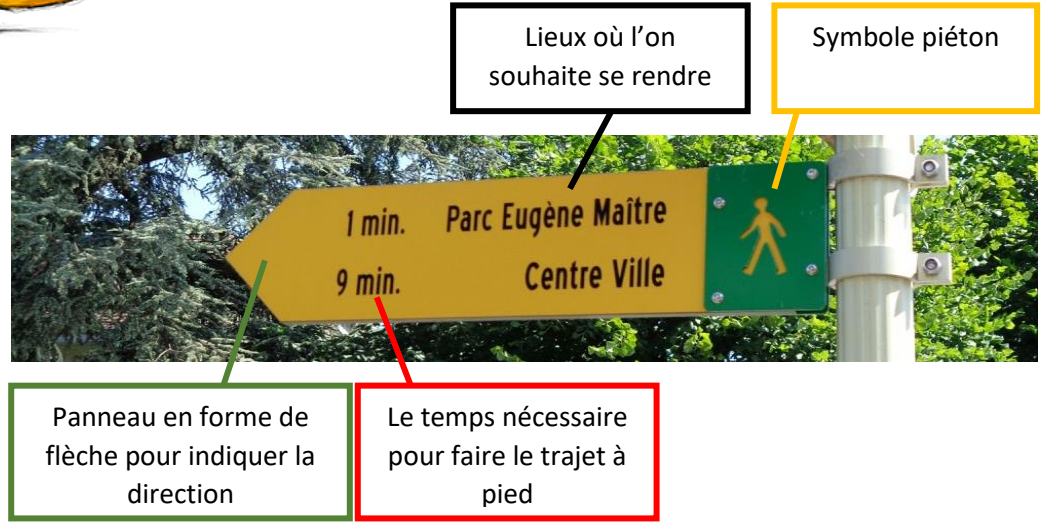 Lieux où l'on
souhaite se rendre
Symbole piéton
1 min. Parc Eugène Maître
9 min. Centre Ville
Panneau en forme de
flèche pour indiquer la
direction
Le temps nécessaire
pour faire le trajet à
pied